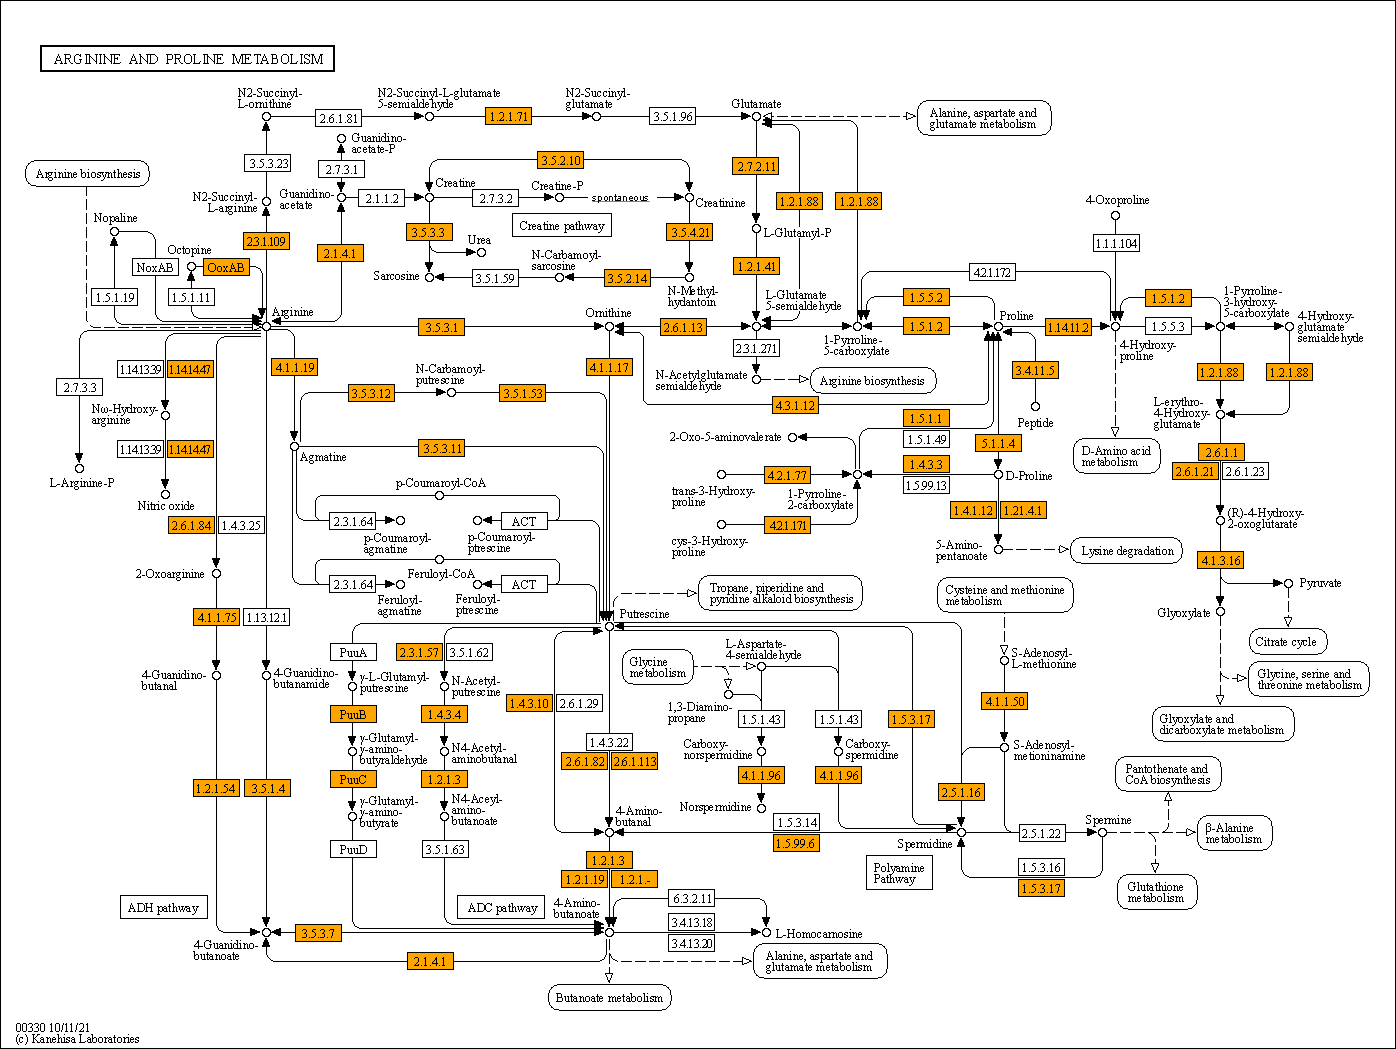 ARGININE AND PROLINE METABOLISM
N2-Succinyl-
L-ornithine
2.6.1.81
N2-Succinyl-L-glutamate
5-semialdehyde
1.2.1.71
N2-Succinyl-
glutamate
3.5.1.96
Glutamate
Alanine, aspartate and
glutamate metabolism
Guanidino-
acetate-P
3.5.3.23
2.7.3.1
Arginine biosynthesis
N2-Succinyl-
L-arginine
Guanidino-
acetate
2.1.1.2
Creatine
3.5.2.10
2.7.3.2
Creatine-P
spontaneous
Creatinine
2.7.2.11
1.2.1.88
1.2.1.88
4-Oxoproline
Nopaline
Octopine
2.3.1.109
2.1.4.1
3.5.3.3
Urea
Creatine pathway
3.5.4.21
L-Glutamyl-P
1.1.1.104
NoxAB
OoxAB
Sarcosine
3.5.1.59
N-Carbamoyl-
sarcosine
3.5.2.14
N-Methyl-
hydantoin
1.2.1.41
4.2.1.172
1.5.1.19
1.5.1.11
Arginine
3.5.3.1
Ornithine
2.6.1.13
L-Glutamate
5-semialdehyde
1.5.5.2
1.5.1.2
1-Pyrroline-
5-carboxylate
Proline
1.14.11.2
4-Hydroxy-
proline
1.5.1.2
1.5.5.3
1-Pyrroline-
3-hydroxy-
5-carboxylate
4-Hydroxy-
glutamate
semialdehyde
2.3.1.271
1.14.13.39
1.14.14.47
4.1.1.19
4.1.1.17
N-Acetylglutamate
semialdehyde
Arginine biosynthesis
3.4.11.5
1.2.1.88
1.2.1.88
2.7.3.3
3.5.3.12
N-Carbamoyl-
putrescine
3.5.1.53
4.3.1.12
Peptide
L-erythro-
4-Hydroxy-
glutamate
Nω-Hydroxy-
arginine
1.14.13.39
1.14.14.47
Agmatine
3.5.3.11
2-Oxo-5-aminovalerate
1.5.1.1
1.5.1.49
5.1.1.4
D-Amino acid
metabolism
2.6.1.1
2.6.1.21
2.6.1.23
L-Arginine-P
Nitric oxide
p-Coumaroyl-CoA
trans-3-Hydroxy-
proline
4.2.1.77
1-Pyrroline-
2-carboxylate
1.4.3.3
1.5.99.13
D-Proline
2.6.1.84
1.4.3.25
2.3.1.64
p-Coumaroyl-
agmatine
ACT
p-Coumaroyl-
ptrescine
4.2.1.171
cys-3-Hydroxy-
proline
1.4.1.12
1.21.4.1
(R)-4-Hydroxy-
2-oxoglutarate
5-Amino-
pentanoate
Lysine degradation
4.1.3.16
2-Oxoarginine
Feruloyl-CoA
2.3.1.64
Feruloyl-
agmatine
ACT
Feruloyl-
ptrescine
Tropane, piperidine and
pyridine alkaloid biosynthesis
Cysteine and methionine
metabolism
Pyruvate
Glyoxylate
4.1.1.75
1.13.12.1
Putrescine
Citrate cycle
4-Guanidino-
butanal
4-Guanidino-
butanamide
PuuA
2.3.1.57
3.5.1.62
Glycine
metabolism
L-Aspartate-
4-semialdehyde
S-Adenosyl-
L-methionine
Glycine, serine and
threonine metabolism
γ-L-Glutamyl-
putrescine
N-Acetyl-
putrescine
1.4.3.10
2.6.1.29
1,3-Diamino-
propane
4.1.1.50
PuuB
1.4.3.4
1.5.1.43
1.5.1.43
1.5.3.17
Glyoxylate and
dicarboxylate metabolism
γ-Glutamyl-
γ-amino-
butyraldehyde
N4-Acetyl-
aminobutanal
1.4.3.22
2.6.1.82
2.6.1.113
Carboxy-
norspermidine
Carboxy-
spermidine
S-Adenosyl-
metioninamine
Pantothenate and
CoA biosynthesis
1.2.1.54
3.5.1.4
PuuC
1.2.1.3
4.1.1.96
4.1.1.96
2.5.1.16
γ-Glutamyl-
γ-amino-
butyrate
N4-Aceyl-
amino-
butanoate
4-Amino-
butanal
Norspermidine
1.5.3.14
1.5.99.6
Spermidine
2.5.1.22
Spermine
β-Alanine
metabolism
PuuD
3.5.1.63
1.2.1.3
1.2.1.19
1.2.1.-
Polyamine
Pathway
1.5.3.16
1.5.3.17
Glutathione
metabolism
ADH pathway
ADC pathway
4-Amino-
butanoate
6.3.2.11
3.4.13.18
3.4.13.20
L-Homocarnosine
4-Guanidino-
butanoate
3.5.3.7
2.1.4.1
Alanine, aspartate and
glutamate metabolism
Butanoate metabolism
00330 10/11/21
(c) Kanehisa Laboratories